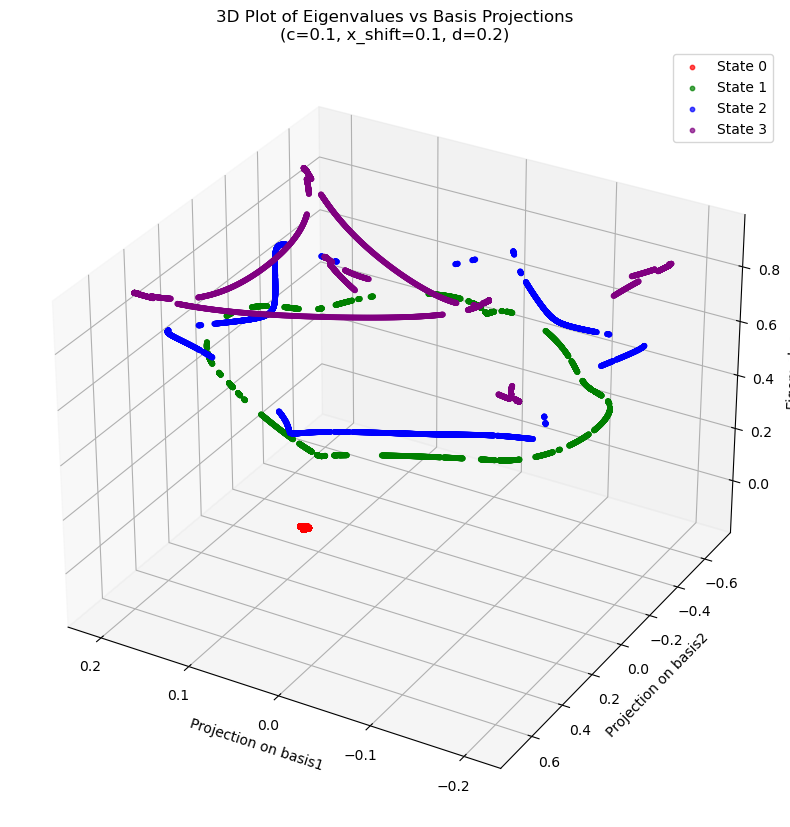 3D Plot of Eigenvalues vs Basis Projections
(c=0.1, x_shift=0.1, d=0.2)
State 0
State 1
State 2
State 3
0.8
0.6
0.4
0.2
0.0
−0.6
−0.4
−0.2
0.0
0.2
0.4
0.6
Projection on basis2
0.2
0.1
0.0
−0.1
−0.2
Projection on basis1